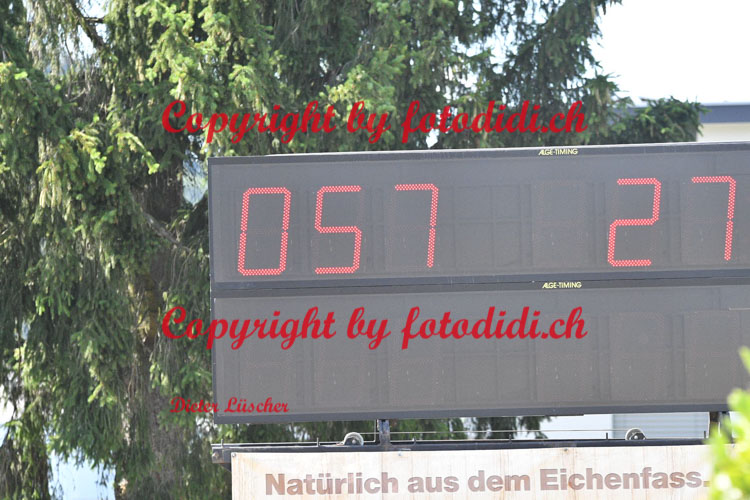 Copyright by fotodidi.ch
ALGE-TIMING
057 27
ALGE-TIMING
Copyright by fotodidi.ch
Dieter Lüscher
Natürlich aus dem Eichenfass.